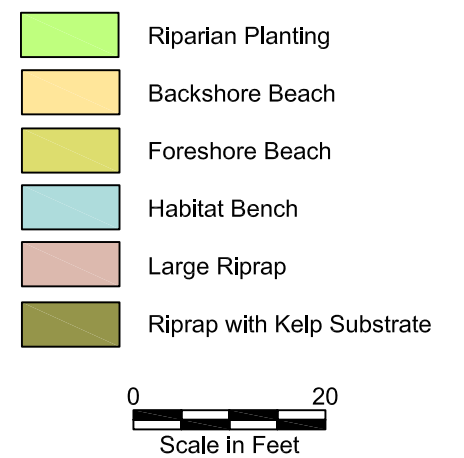 Riparian Planting
Backshore Beach
Foreshore Beach
Habitat Bench
Large Riprap
Riprap with Kelp Substrate
0 20
Scale in Feet